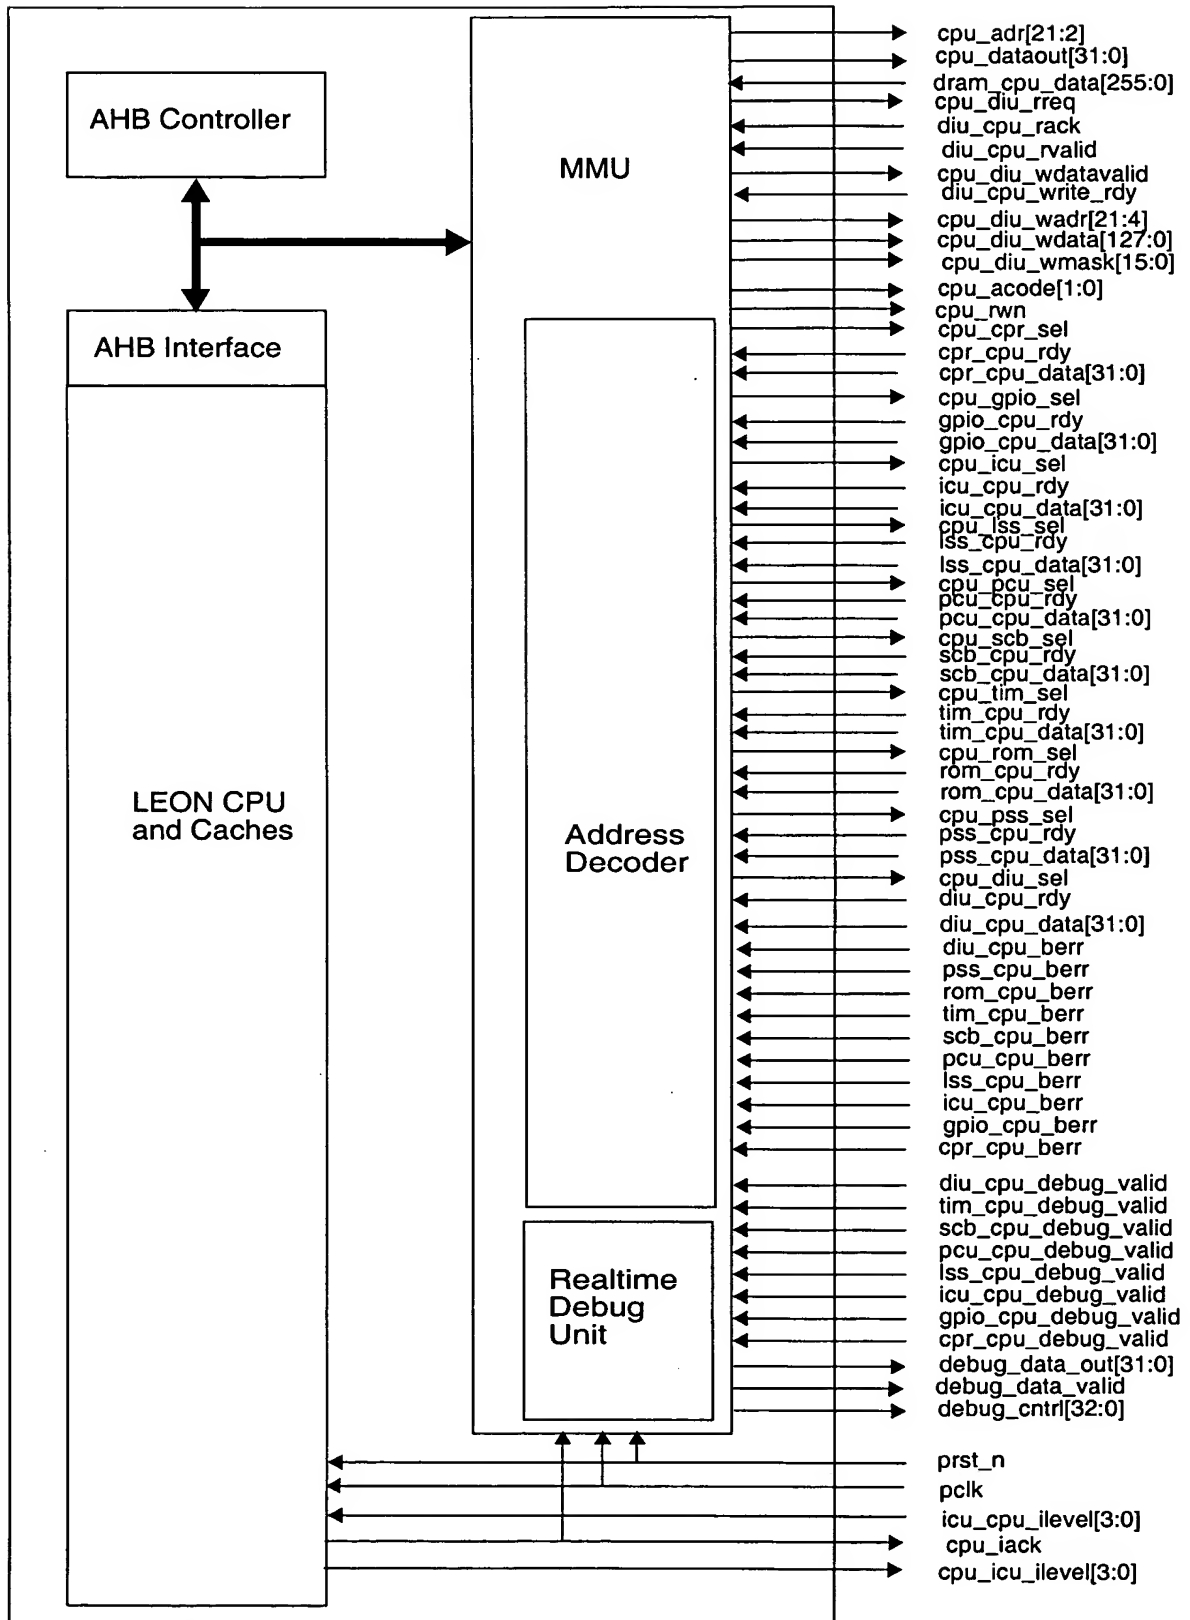 AHB Controller
MMU
AHB Interface
LEON CPU
and Caches
Address
Decoder
Realtime
Debug
Unit
cpu_adr[21:2]
cpu_dataout[31:0]
dram_cpu_data[255:0]
cpu_diu_rreq
diu_cpu_rack
diu_cpu_rvalid
cpu_diu_wdatavalid
diu_cpu_write_rdy
cpu_diu_wadr[21:4]
cpu_diu_wdata[127:0]
cpu_diu_wmask[15:0]
cpu_acode[1:0]
cpu_rwn
cpu_cpr_sel
cpr_cpu_rdy
cpr_cpu_data[31:0]
cpu_gpio_sel
gpio_cpu_rdy
gpio_cpu_data[31:0]
cpu_icu_sel
icu_cpu_rdy
icu_cpu_data[31:0]
cpu_lss_sel
lss_cpu_rdy
lss_cpu_data[31:0]
cpu_pcu_sel
pcu_cpu_rdy
pcu_cpu_data[31:0]
cpu_scb_sel
scb_cpu_rdy
scb_cpu_data[31:0]
cpu_tim_sel
tim_cpu_rdy
tim_cpu_data[31:0]
cpu_rom_sel
rom_cpu_rdy
rom_cpu_data[31:0]
cpu_pss_sel
pss_cpu_rdy
pss_cpu_data[31:0]
cpu_diu_sel
diu_cpu_rdy
diu_cpu_data[31:0]
diu_cpu_berr
pss_cpu_berr
rom_cpu_berr
tim_cpu_berr
scb_cpu_berr
pcu_cpu_berr
lss_cpu_berr
icu_cpu_berr
gpio_cpu_berr
cpr_cpu_berr
diu_cpu_debug_valid
tim_cpu_debug_valid
scb_cpu_debug_valid
pcu_cpu_debug_valid
lss_cpu_debug_valid
icu_cpu_debug_valid
gpio_cpu_debug_valid
cpr_cpu_debug_valid
debug_data_out[31:0]
debug_data_valid
debug_cntrl[32:0]
prst_n
pclk
icu_cpu_ilevel[3:0]
cpu_iack
cpu_icu_ilevel[3:0]